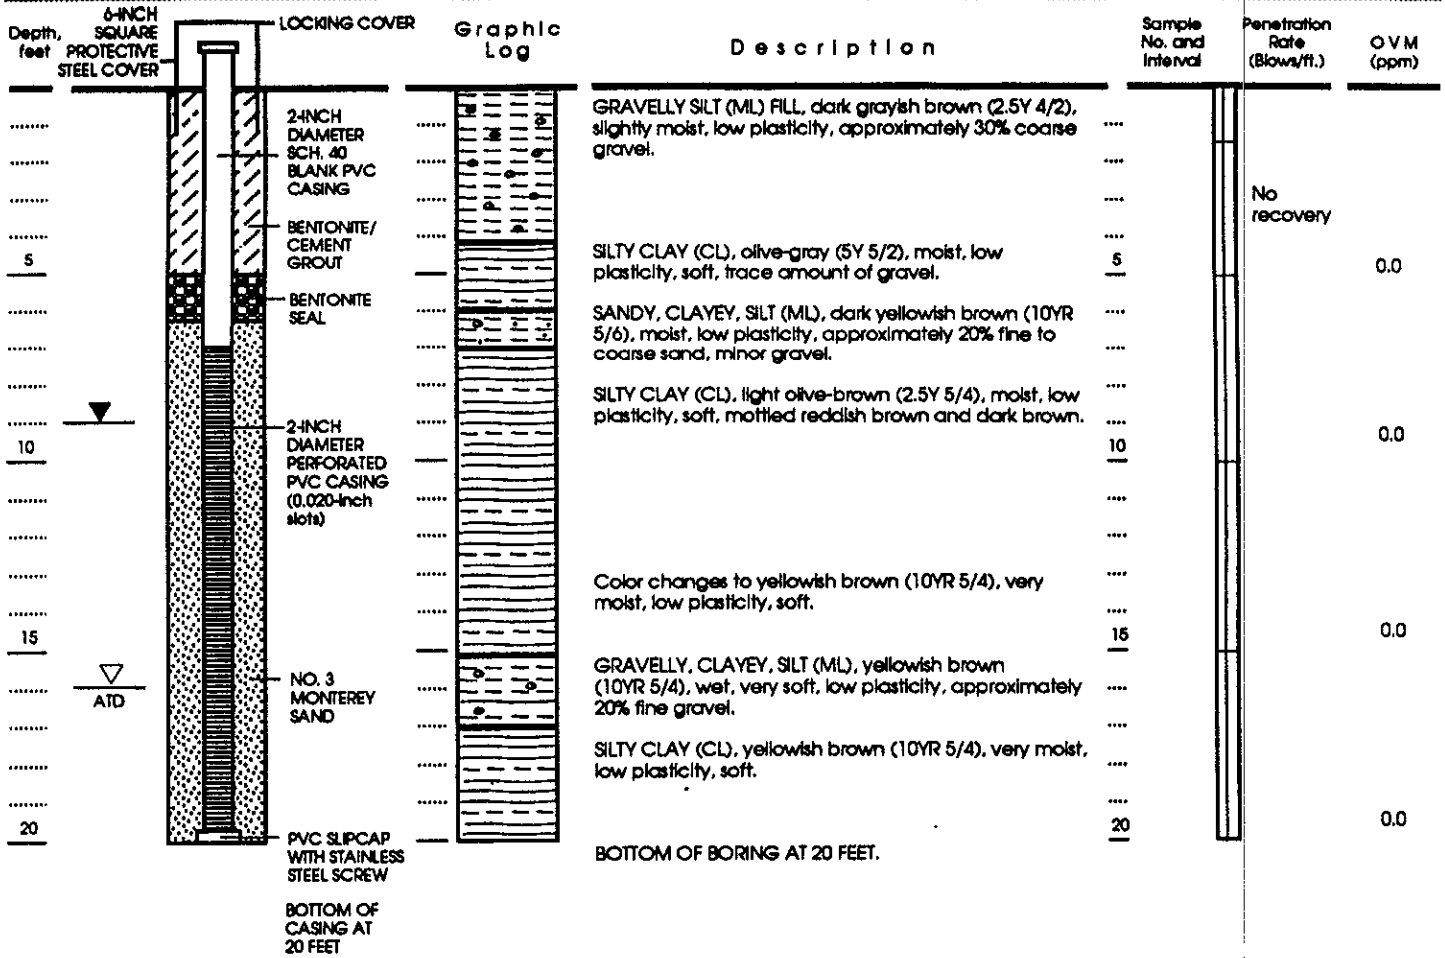 Depth,
feet
6-INCH
SQUARE
PROTECTIVE
STEEL COVER
LOCKING COVER
Graphic
Log
Description
Sample
No. and
Interval
Penetration
Rate
(Blows/ft.)
OVM
(ppm)
2-INCH
DIAMETER
SCH. 40
BLANK PVC
CASING
BENTONITE/
CEMENT
GROUT
BENTONITE
SEAL
2-INCH
DIAMETER
PERFORATED
PVC CASING
(0.020-inch
slots)
NO. 3
MONTEREY
SAND
PVC SLIPCAP
WITH STAINLESS
STEEL SCREW
BOTTOM OF
CASING AT
20 FEET
5
10
15
ATD
20
GRAVELLY SILT (ML) FILL, dark grayish brown (2.5Y 4/2),
slightly moist, low plasticity, approximately 30% coarse
gravel.
SILTY CLAY (CL), olive-gray (5Y 5/2), moist, low
plasticity, soft, trace amount of gravel.
SANDY, CLAYEY, SILT (ML), dark yellowish brown (10YR
5/6), moist, low plasticity, approximately 20% fine to
coarse sand, minor gravel.
SILTY CLAY (CL), light olive-brown (2.5Y 5/4), moist, low
plasticity, soft, mottled reddish brown and dark brown.
Color changes to yellowish brown (10YR 5/4), very
moist, low plasticity, soft.
GRAVELLY, CLAYEY, SILT (ML), yellowish brown
(10YR 5/4), wet, very soft, low plasticity, approximately
20% fine gravel.
SILTY CLAY (CL), yellowish brown (10YR 5/4), very moist,
low plasticity, soft.
BOTTOM OF BORING AT 20 FEET.
5
10
15
20
No
recovery
0.0
0.0
0.0
0.0